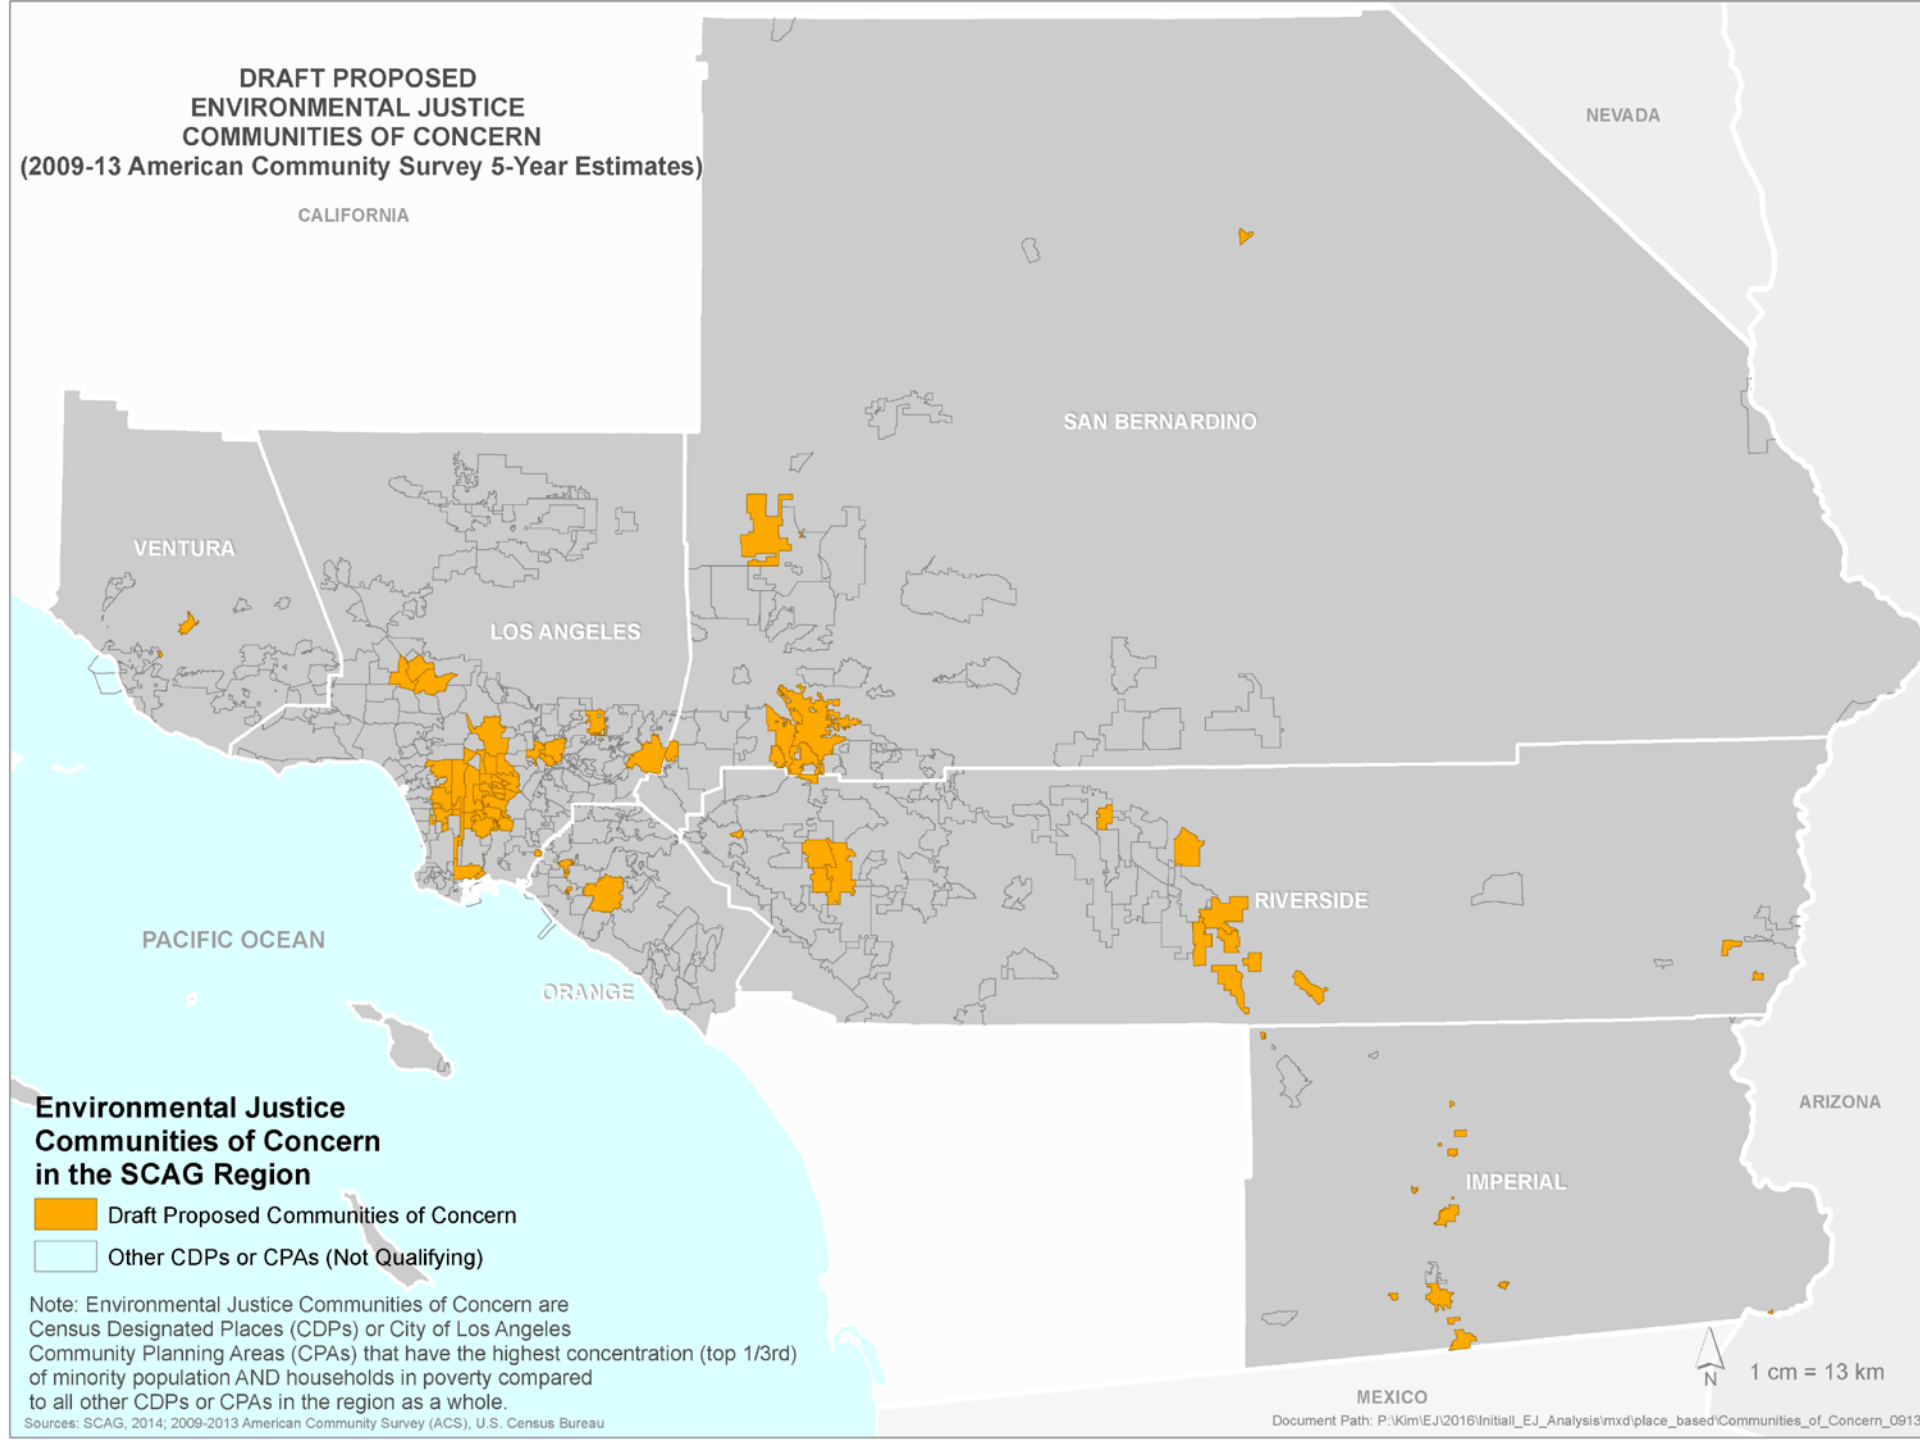 DRAFT PROPOSED
ENVIRONMENTAL JUSTICE
COMMUNITIES OF CONCERN
(2009-13 American Community Survey 5-Year Estimates)
CALIFORNIA
NEVADA
SAN BERNARDINO
VENTURA
LOS ANGELES
RIVERSIDE
PACIFIC OCEAN
ORANGE
ARIZONA
IMPERIAL
Environmental Justice
Communities of Concern
in the SCAG Region
Draft Proposed Communities of Concern
Other CDPs or CPAs (Not Qualifying)
Note: Environmental Justice Communities of Concern are
Census Designated Places (CDPs) or City of Los Angeles
Community Planning Areas (CPAs) that have the highest concentration (top 1/3rd)
of minority population AND households in poverty compared
to all other CDPs or CPAs in the region as a whole.
Sources: SCAG, 2014; 2009-2013 American Community Survey (ACS), U.S. Census Bureau
N
1 cm = 13 km
MEXICO
Document Path: P:\Kim\EJ\2016\Initiall_EJ_Analysis\mxd\place_based\Communities_of_Concern_0913